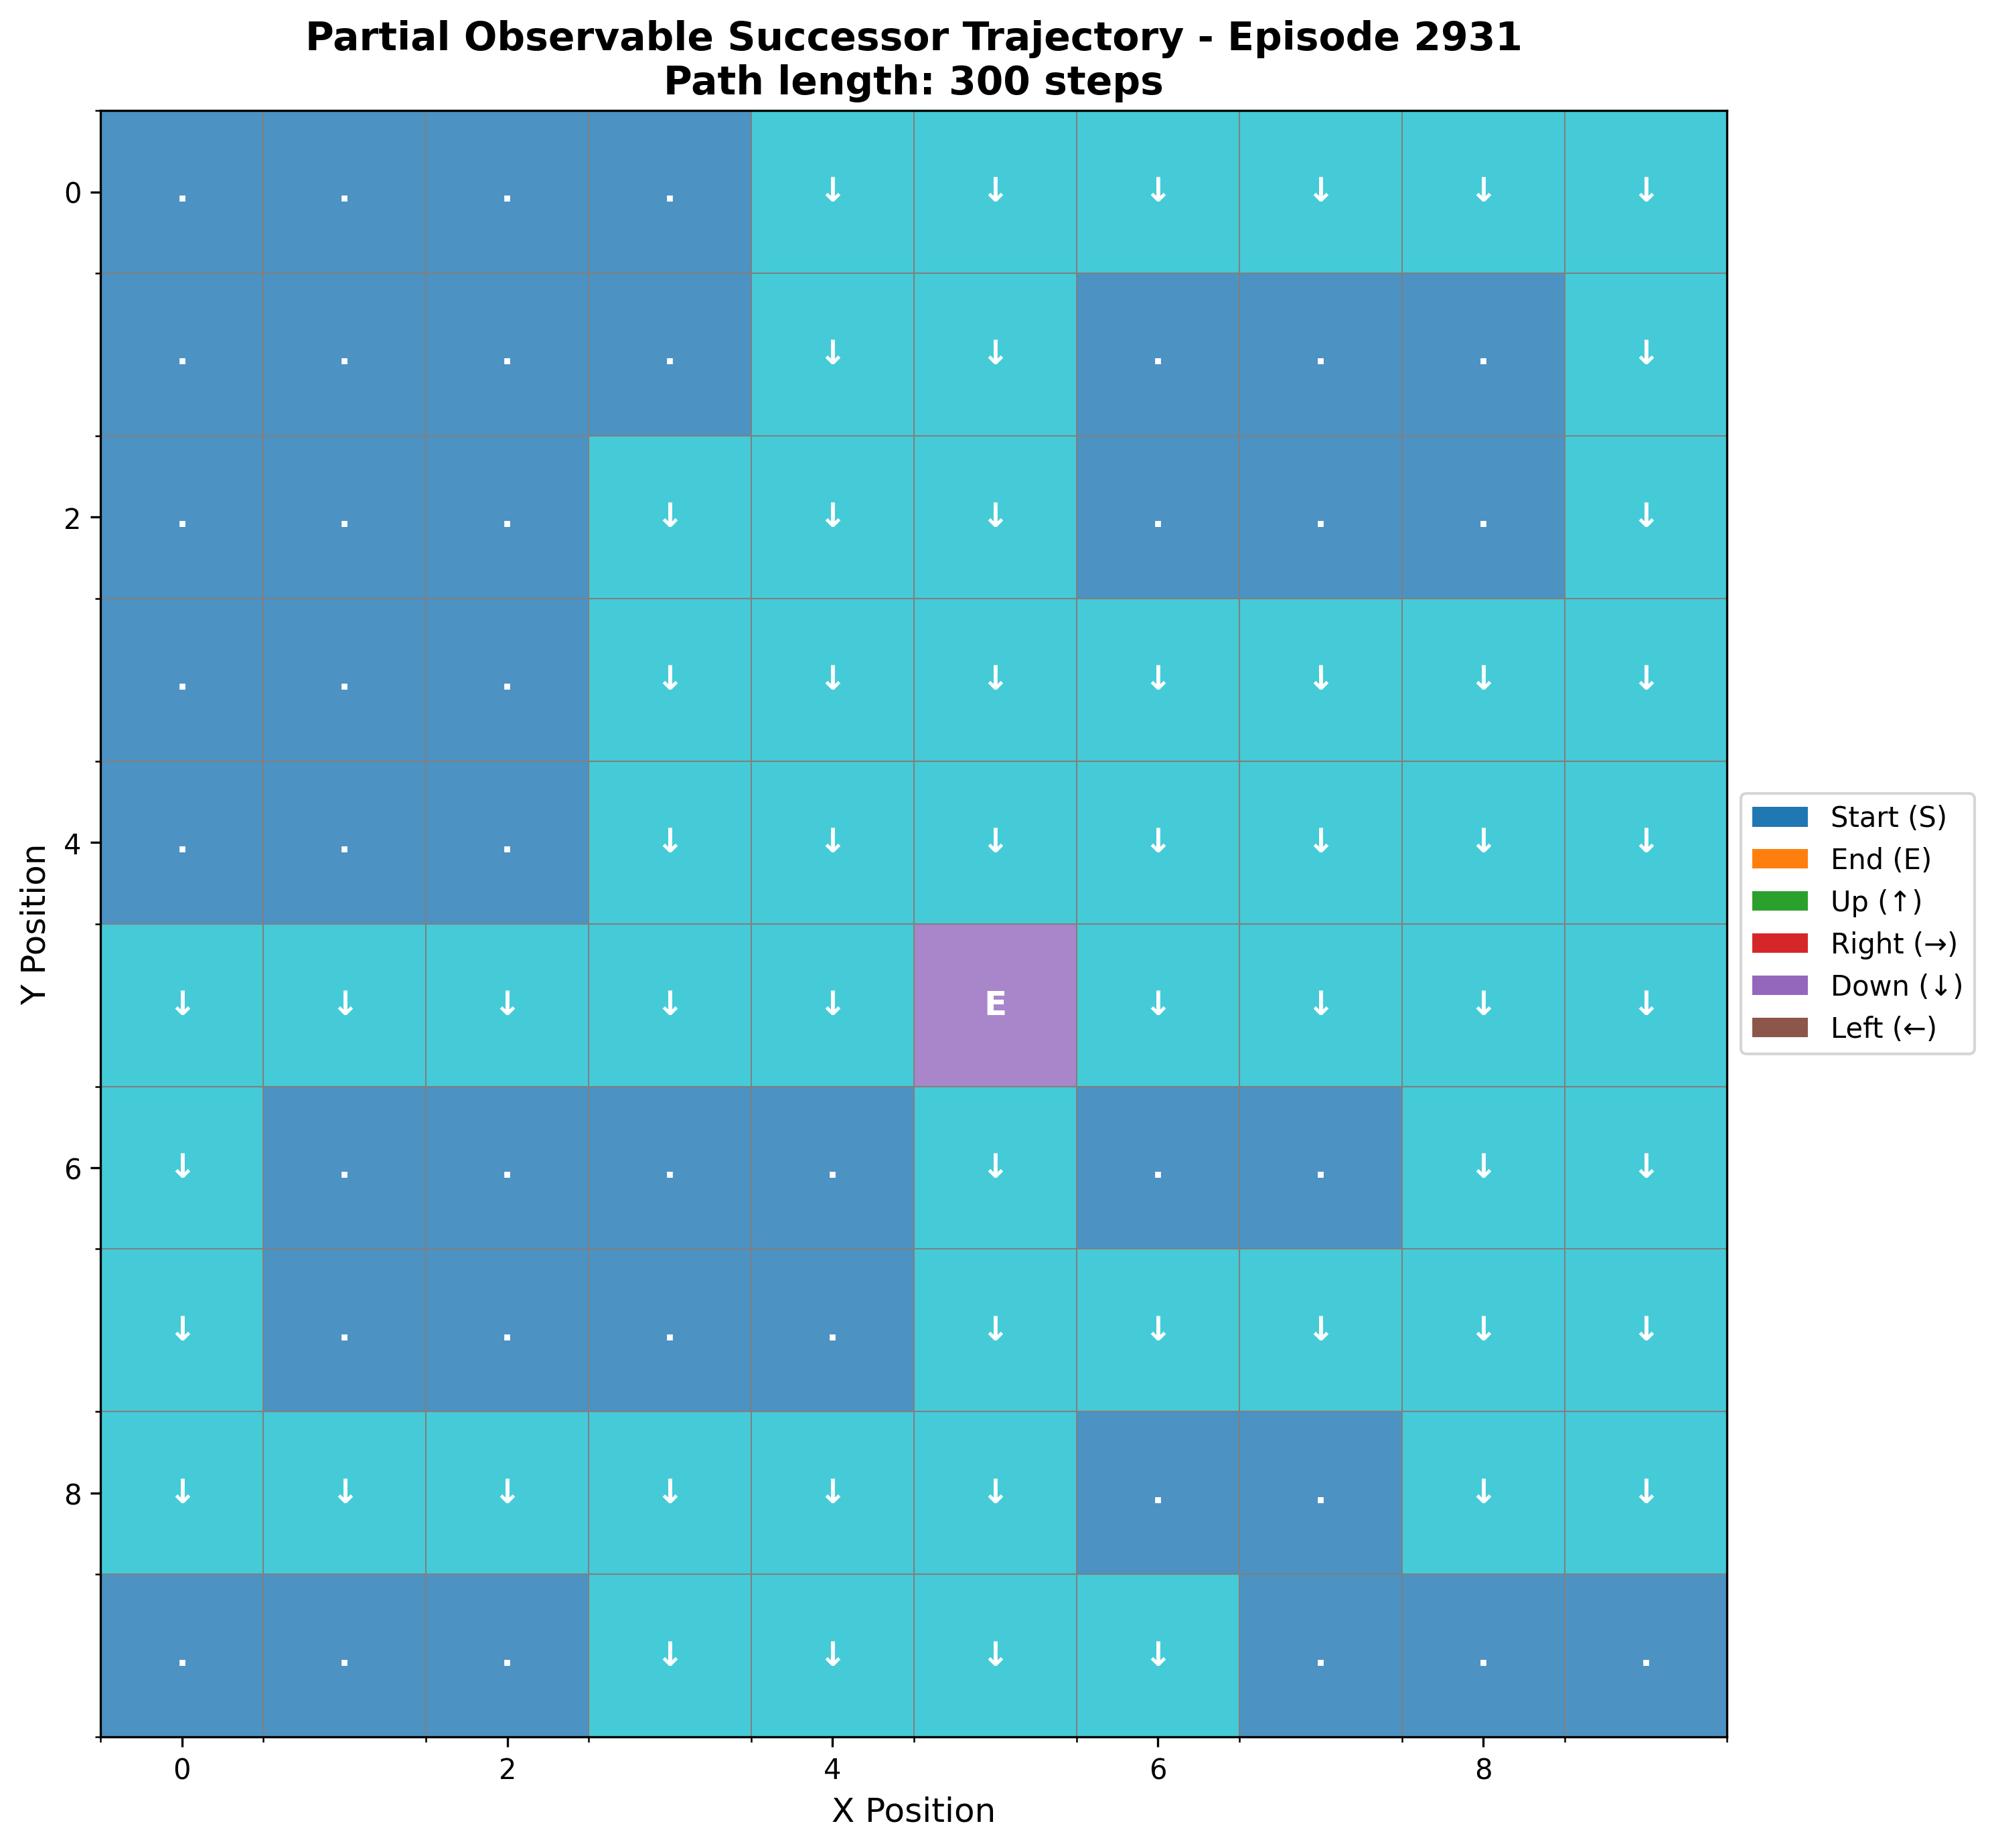 Partial Observable Successor Trajectory - Episode 2931
Path length: 300 steps
0 . . . . ↓ ↓ ↓ ↓ ↓ ↓
. . . . ↓ ↓ . . . ↓
2 . . . ↓ ↓ ↓ . . . ↓
. . . ↓ ↓ ↓ ↓ ↓ ↓ ↓
4 . . . ↓ ↓ ↓ ↓ ↓ ↓ ↓
↓ ↓ ↓ ↓ ↓ E ↓ ↓ ↓ ↓
6 ↓ . . . . ↓ . . ↓ ↓
↓ . . . . ↓ ↓ ↓ ↓ ↓
8 ↓ ↓ ↓ ↓ ↓ ↓ . . ↓ ↓
. . . ↓ ↓ ↓ ↓ . . .
0 2 4 6 8
X Position
Y Position
Start (S)
End (E)
Up (↑)
Right (→)
Down (↓)
Left (←)